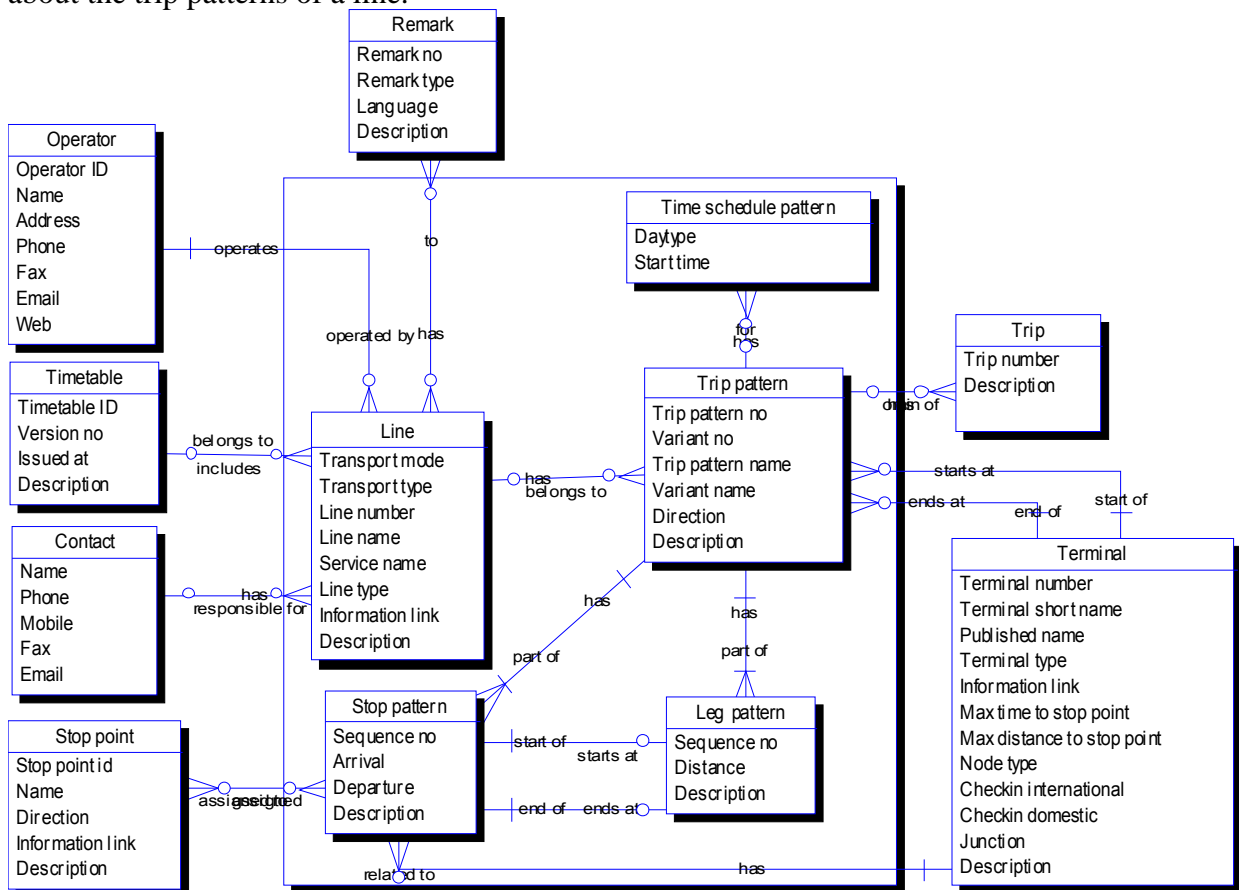 about the trip patterns of a line.
Remark
Remark no
Remark type
Language
Description
Operator
Operator ID
Name
Address
Phone
Fax
Email
Web
operates
operated by
to
has
Time schedule pattern
Daytype
Start time
for
has
Trip
Trip number
Description
Timetable
Timetable ID
Version no
Issued at
Description
belongs to
includes
Line
Transport mode
Transport type
Line number
Line name
Service name
Line type
Information link
Description
has
belongs to
Trip pattern
Trip pattern no
Variant no
Trip pattern name
Variant name
Direction
Description
starts at
start of
ends at
end of
Contact
Name
Phone
Mobile
Fax
Email
has
responsible for
has
part of
has
part of
Terminal
Terminal number
Terminal short name
Published name
Terminal type
Information link
Max time to stop point
Max distance to stop point
Node type
Checkin international
Checkin domestic
Junction
Description
Stop point
Stop point id
Name
Direction
Information link
Description
Stop pattern
Sequence no
Arrival
Departure
Description
start of
starts at
end of
ends at
Leg pattern
Sequence no
Distance
Description
related to
has